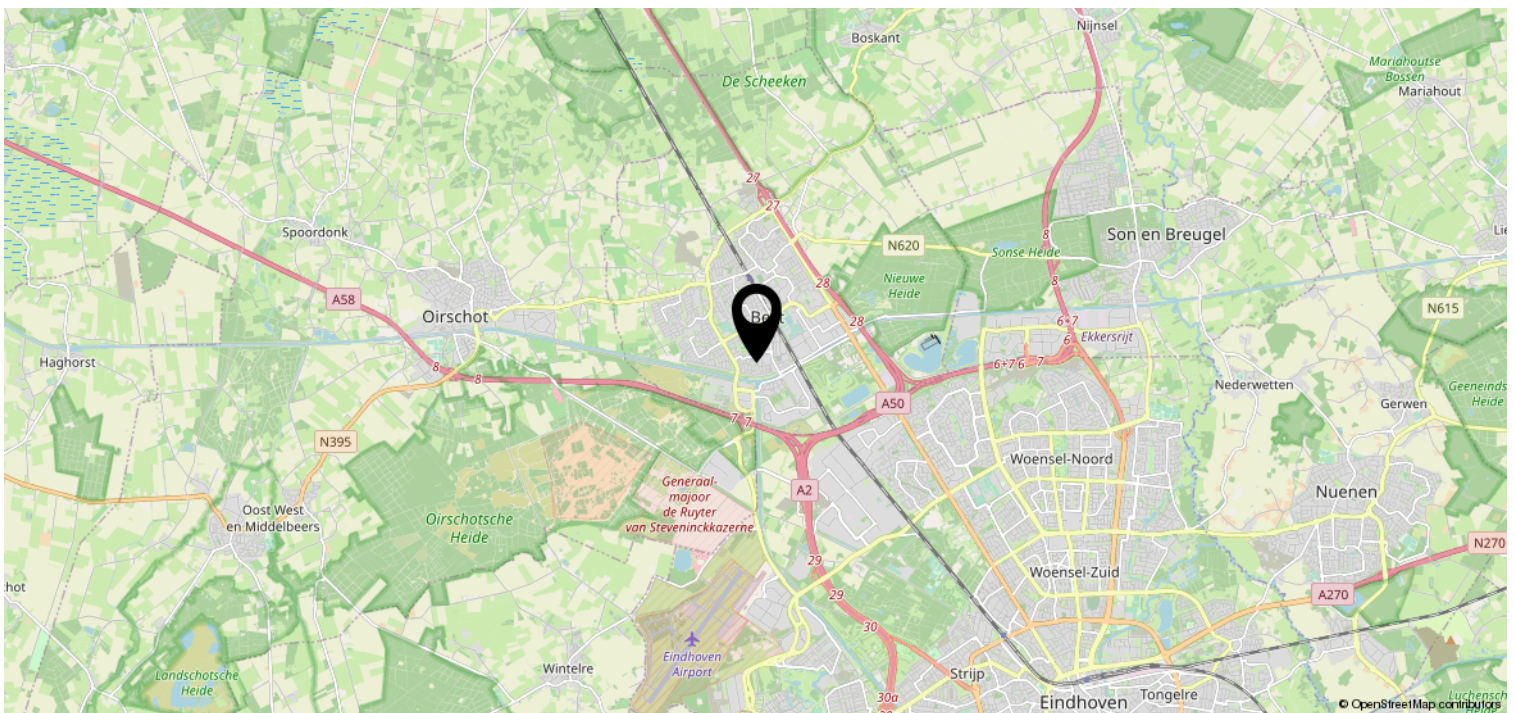 Nijnsel
Boskant
Mariahoutse
Bossen
Mariahout
De Scheeken
27
27
Spoordonk
N620
8
Son en Breugel
Sonse Heide
Nieuwe
Heide
28
8
A58
Oirschot
28
6+7
6
Ekkersrijt
N615
Haghorst
8
8
6+7
6
7
Nederwetten
Geeneinds
Heide
Gerwen
A50
7
7
N395
Woensel-Noord
Generaal-
majoor
de Ruyter
van Steveninckkazerne
A2
Nuenen
Oost West
en Middelbeers
Oirschotsche
Heide
N270
29
Woensel-Zuid
A270
29
30
Eindhoven
Airport
Wintelre
Landschotsche
Heide
Strijp
30a
Eindhoven
Tongelre
© OpenStreetMap contributors